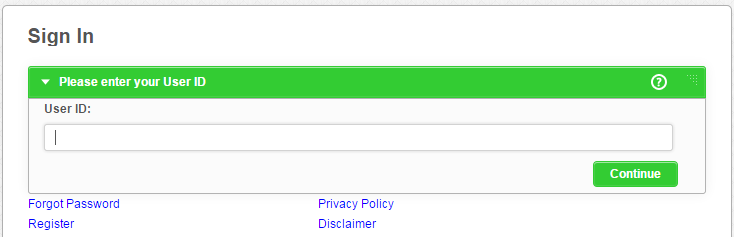 Sign In
Please enter your User ID
User ID:
Continue
Forgot Password Privacy Policy
Register Disclaimer